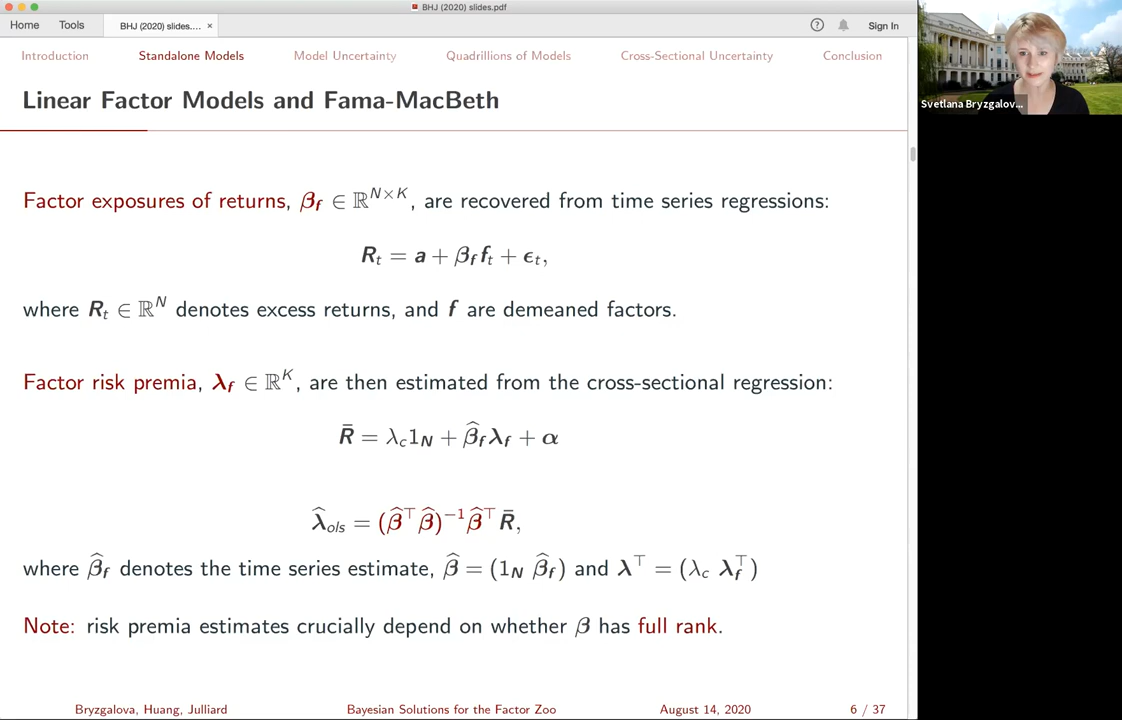 BHJ (2020) slides.pdf
Home Tools BHJ (2020) slides.... × Sign In
Introduction Standalone Models Model Uncertainty Quadrillions of Models Cross-Sectional Uncertainty Conclusion
Linear Factor Models and Fama-MacBeth
Svetlana Bryzgalov...
Factor exposures of returns, β_f ∈ ℝ^{N×K}, are recovered from time series regressions:
R_t = a + β_f f_t + ϵ_t,
where R_t ∈ ℝ^N denotes excess returns, and f are demeaned factors.
Factor risk premia, λ_f ∈ ℝ^K, are then estimated from the cross-sectional regression:
R̄ = λ_c 1_N + β̂_f λ_f + α
λ̂_ols = (β̂^⊤ β̂)^{−1} β̂^⊤ R̄,
where β̂_f denotes the time series estimate, β̂ = (1_N β̂_f) and λ^⊤ = (λ_c λ_f^⊤)
Note: risk premia estimates crucially depend on whether β has full rank.
Bryzgalova, Huang, Julliard Bayesian Solutions for the Factor Zoo August 14, 2020 6 / 37